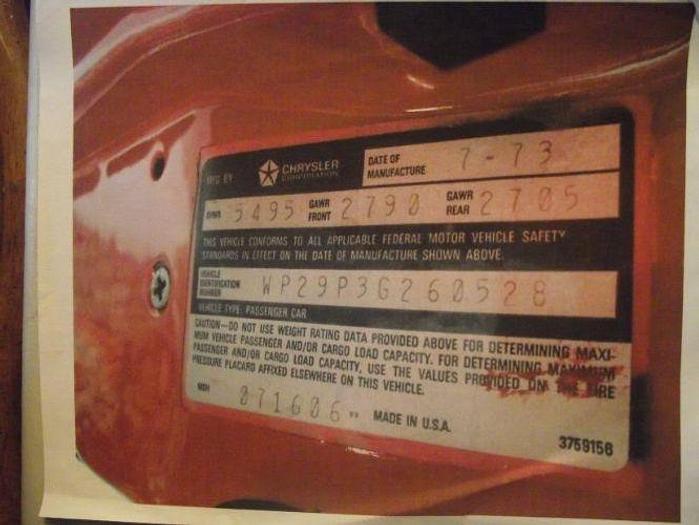 MFG BY CHRYSLER CORPORATION DATE OF MANUFACTURE 7-73
GVWR 5495 GAWR FRONT 2790 GAWR REAR 2705
THIS VEHICLE CONFORMS TO ALL APPLICABLE FEDERAL MOTOR VEHICLE SAFETY
STANDARDS IN EFFECT ON THE DATE OF MANUFACTURE SHOWN ABOVE.
VEHICLE IDENTIFICATION NUMBER WP29P3G260528
VEHICLE TYPE: PASSENGER CAR
CAUTION—DO NOT USE WEIGHT RATING DATA PROVIDED ABOVE FOR DETERMINING MAXI-
MUM VEHICLE PASSENGER AND/OR CARGO LOAD CAPACITY. FOR DETERMINING MAXIMUM
PASSENGER AND/OR CARGO LOAD CAPACITY, USE THE VALUES PROVIDED ON THE TIRE
PRESSURE PLACARD AFFIXED ELSEWHERE ON THIS VEHICLE.
MDH 071606 " MADE IN U.S.A. 3759156